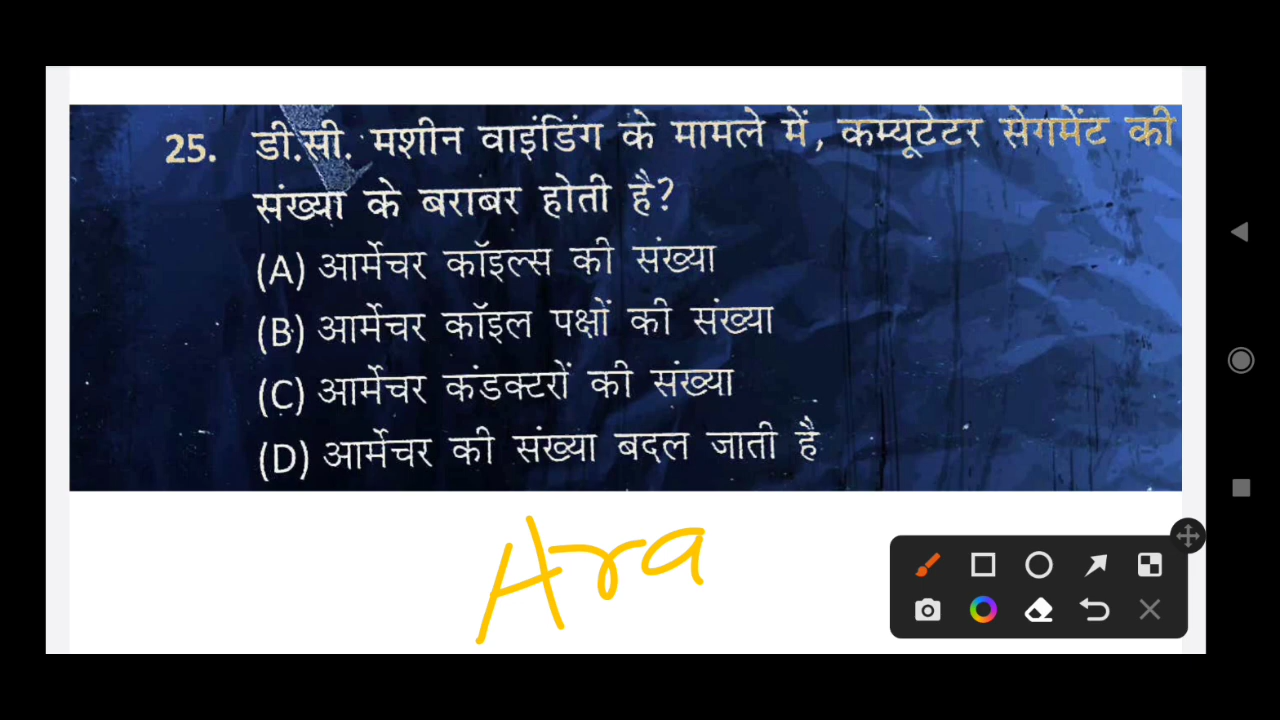 25. डी.सी. मशीन वाइंडिंग के मामले में, कम्यूटेटर सेगमेंट की
संख्या के बराबर होती है?
(A) आर्मेचर कॉइल्स की संख्या
(B) आर्मेचर कॉइल पक्षों की संख्या
(C) आर्मेचर कंडक्टरों की संख्या
(D) आर्मेचर की संख्या बदल जाती है
Ara